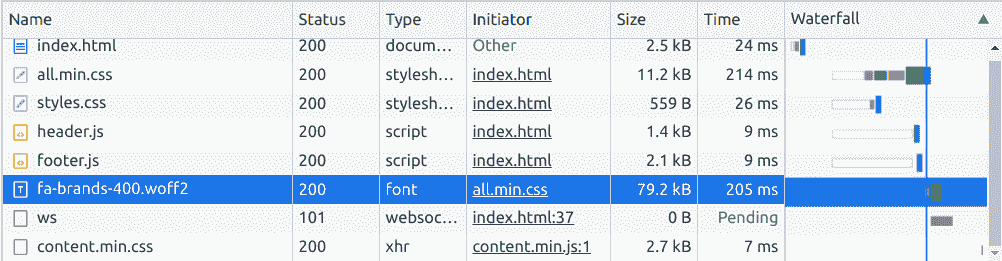 Name Status Type Initiator Size Time Waterfall
index.html 200 docum... Other 2.5 kB 24 ms
all.min.css 200 stylesh... index.html 11.2 kB 214 ms
styles.css 200 stylesh... index.html 559 B 26 ms
header.js 200 script index.html 1.4 kB 9 ms
footer.js 200 script index.html 2.1 kB 9 ms
fa-brands-400.woff2 200 font all.min.css 79.2 kB 205 ms
ws 101 websoc... index.html:37 0 B Pending
content.min.css 200 xhr content.min.js:1 2.7 kB 7 ms